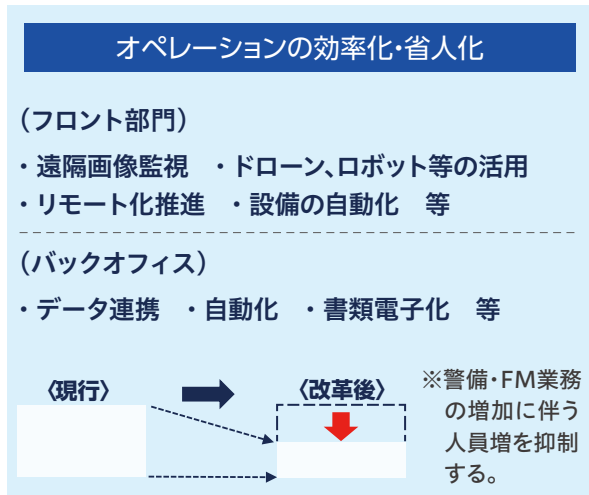 オペレーションの効率化・省人化
（フロント部門）
・遠隔画像監視　・ドローン、ロボット等の活用
・リモート化推進　・設備の自動化　等
（バックオフィス）
・データ連携　・自動化　・書類電子化　等
〈現行〉
〈改革後〉
※警備・FM業務
の増加に伴う
人員増を抑制
する。